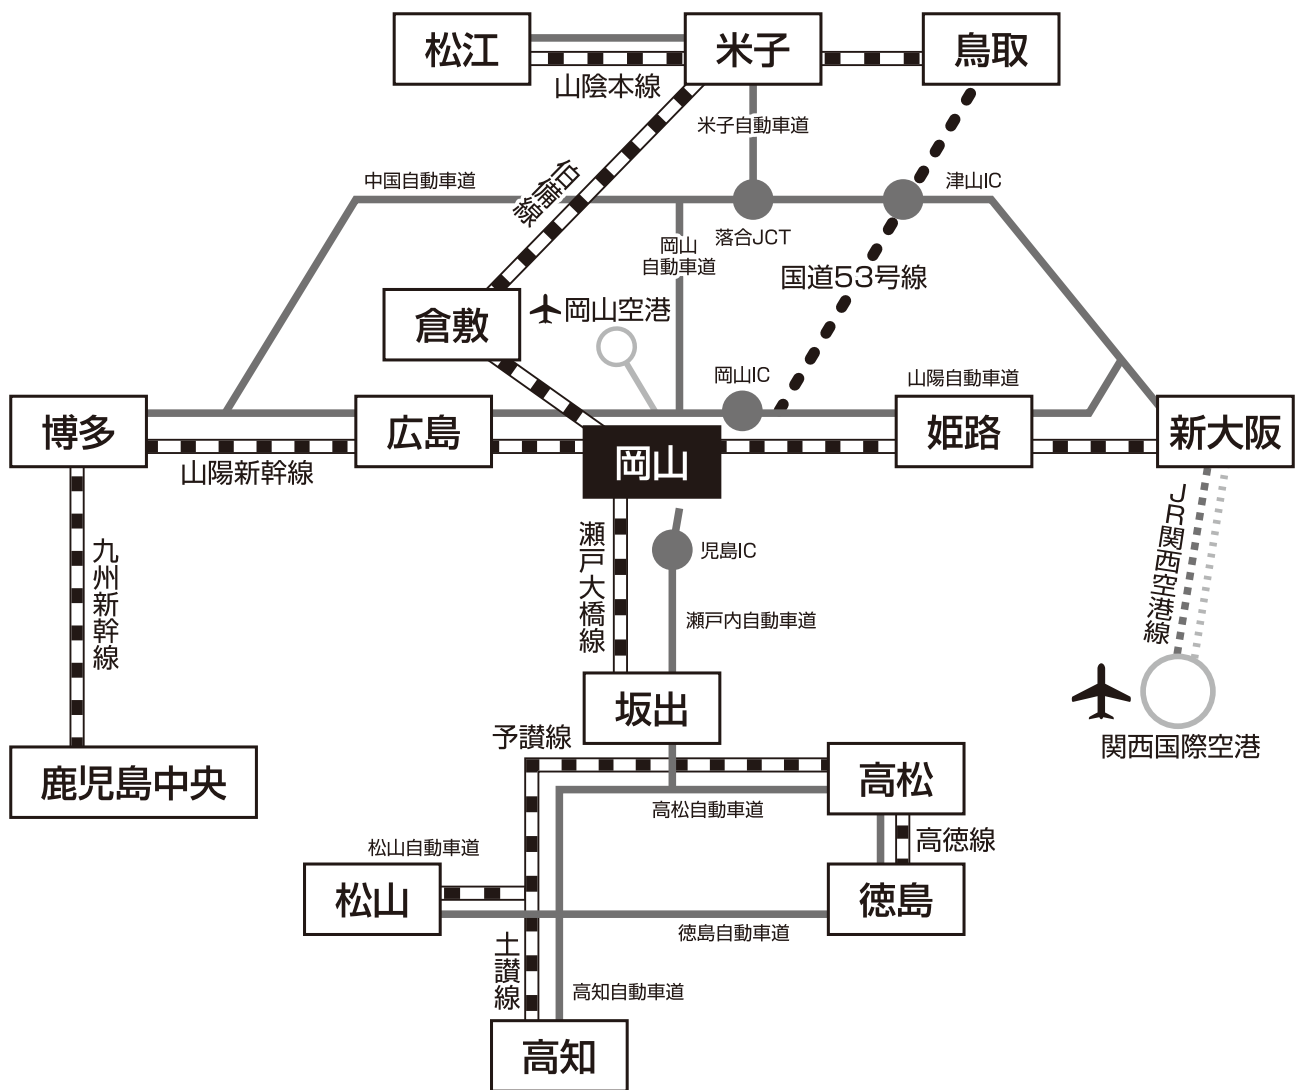 松江
米子
鳥取
山陰本線
米子自動車道
伯備線
中国自動車道
津山IC
落合JCT
岡山
自動車道
国道53号線
倉敷
岡山空港
岡山IC
山陽自動車道
博多
広島
岡山
姫路
新大阪
山陽新幹線
九州新幹線
瀬戸大橋線
児島IC
瀬戸内自動車道
JR関西空港線
関西国際空港
坂出
予讃線
高松
鹿児島中央
高松自動車道
高徳線
松山自動車道
松山
徳島
徳島自動車道
土讃線
高知自動車道
高知